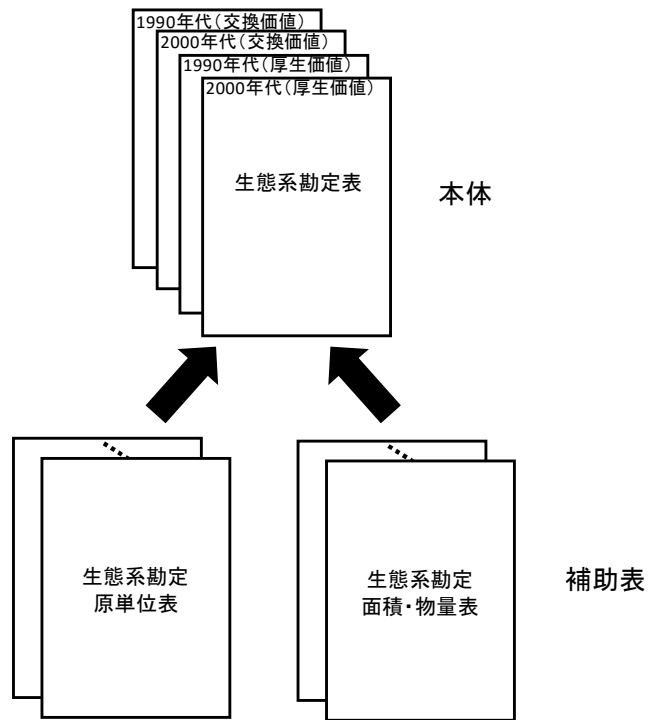 1990年代(交換価値)
2000年代(交換価値)
1990年代(厚生価値)
2000年代(厚生価値)
生態系勘定表
本体
生態系勘定
原単位表
生態系勘定
面積・物量表
補助表